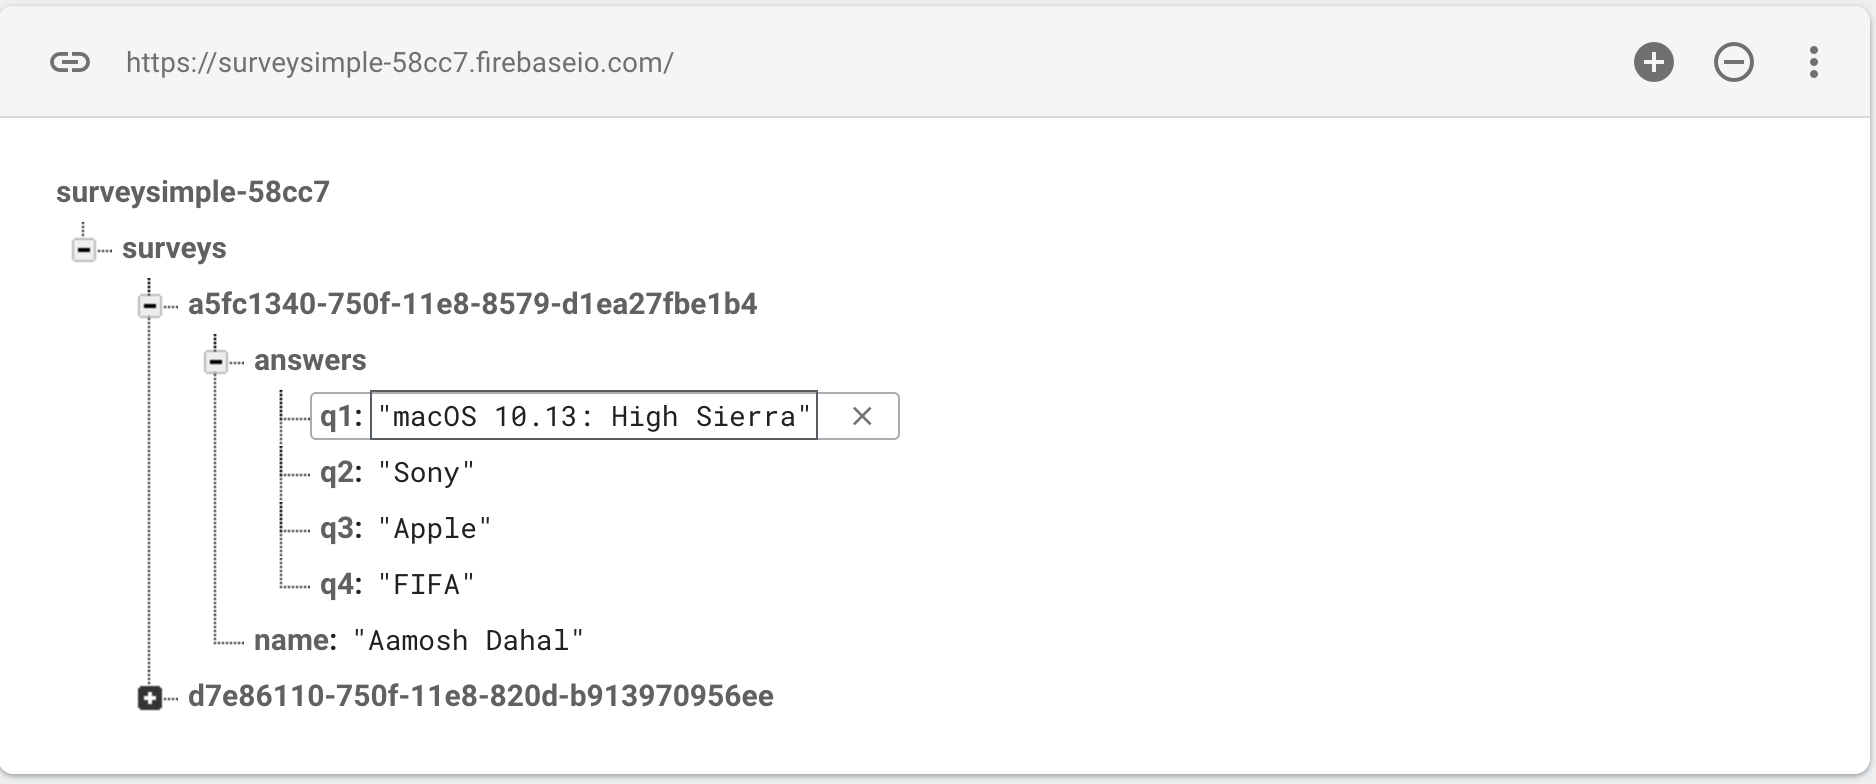 https://surveysimple-58cc7.firebaseio.com/
surveysimple-58cc7
surveys
a5fc1340-750f-11e8-8579-d1ea27fbe1b4
answers
q1: "macOS 10.13: High Sierra"
q2: "Sony"
q3: "Apple"
q4: "FIFA"
name: "Aamosh Dahal"
d7e86110-750f-11e8-820d-b913970956ee